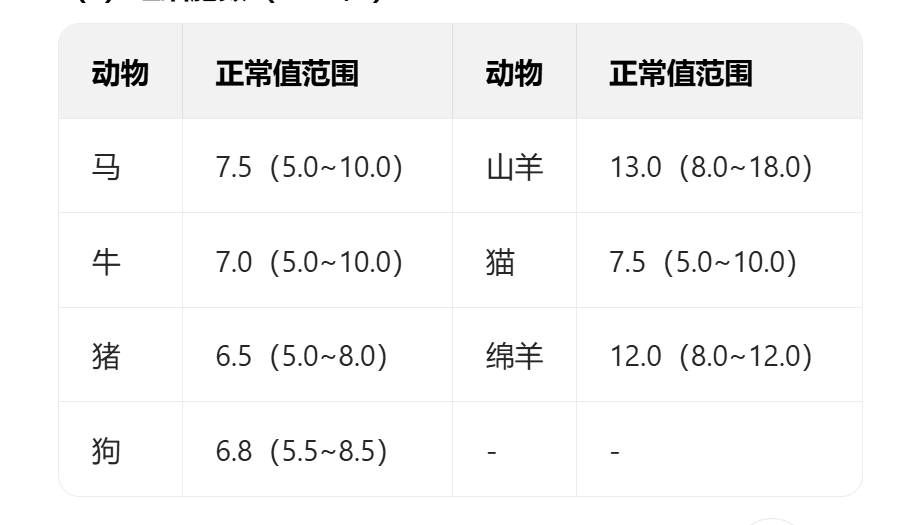 动物 正常值范围 动物 正常值范围
马 7.5（5.0~10.0） 山羊 13.0（8.0~18.0）
牛 7.0（5.0~10.0） 猫 7.5（5.0~10.0）
猪 6.5（5.0~8.0） 绵羊 12.0（8.0~12.0）
狗 6.8（5.5~8.5） - -